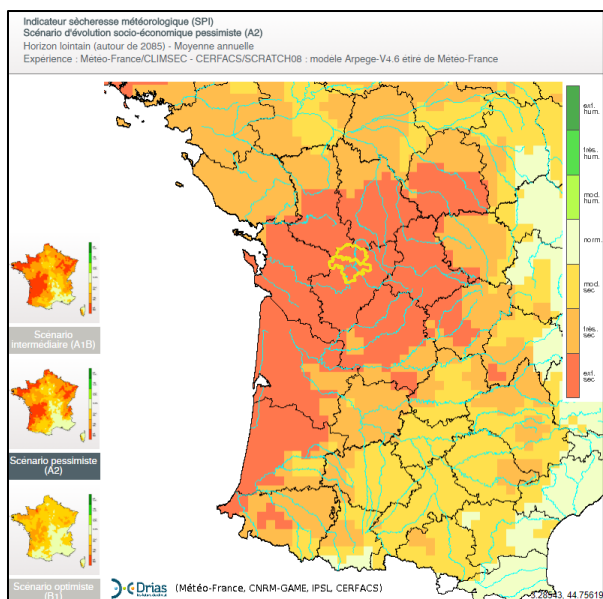 Indicateur sècheresse météorologique (SPI)
Scénario d'évolution socio-économique pessimiste (A2)
Horizon lointain (autour de 2085) - Moyenne annuelle
Expérience : Météo-France/CLIMSEC - CERFACS/SCRATCH08 : modèle Arpege-V4.6 étiré de Météo-France
ext. hum.
très. hum.
mod. hum.
norm.
mod. sec
très. sec
ext. sec
Scénario
intermédiaire (A1B)
Scénario pessimiste
(A2)
Scénario optimiste
(B1)
Drias (Météo-France, CNRM-GAME, IPSL, CERFACS)
-3.28543, 44.75619